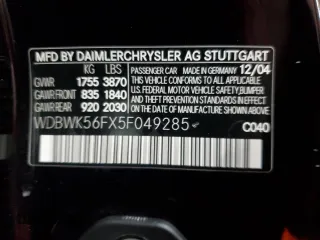 MFD BY DAIMLERCHRYSLER AG STUTTGART
KG LBS PASSENGER CAR 12/04
GVWR 1755 3870 MADE IN GERMANY
GAWR FRONT 835 1840
GAWR REAR 920 2030
THIS VEHICLE CONFORMS TO ALL APPLICABLE U.S. FEDERAL MOTOR VEHICLE SAFETY, BUMPER, AND THEFT PREVENTION STANDARDS IN EFFECT ON THE DATE OF MANUFACTURE SHOWN ABOVE
WDBWK56FX5F049285
C040